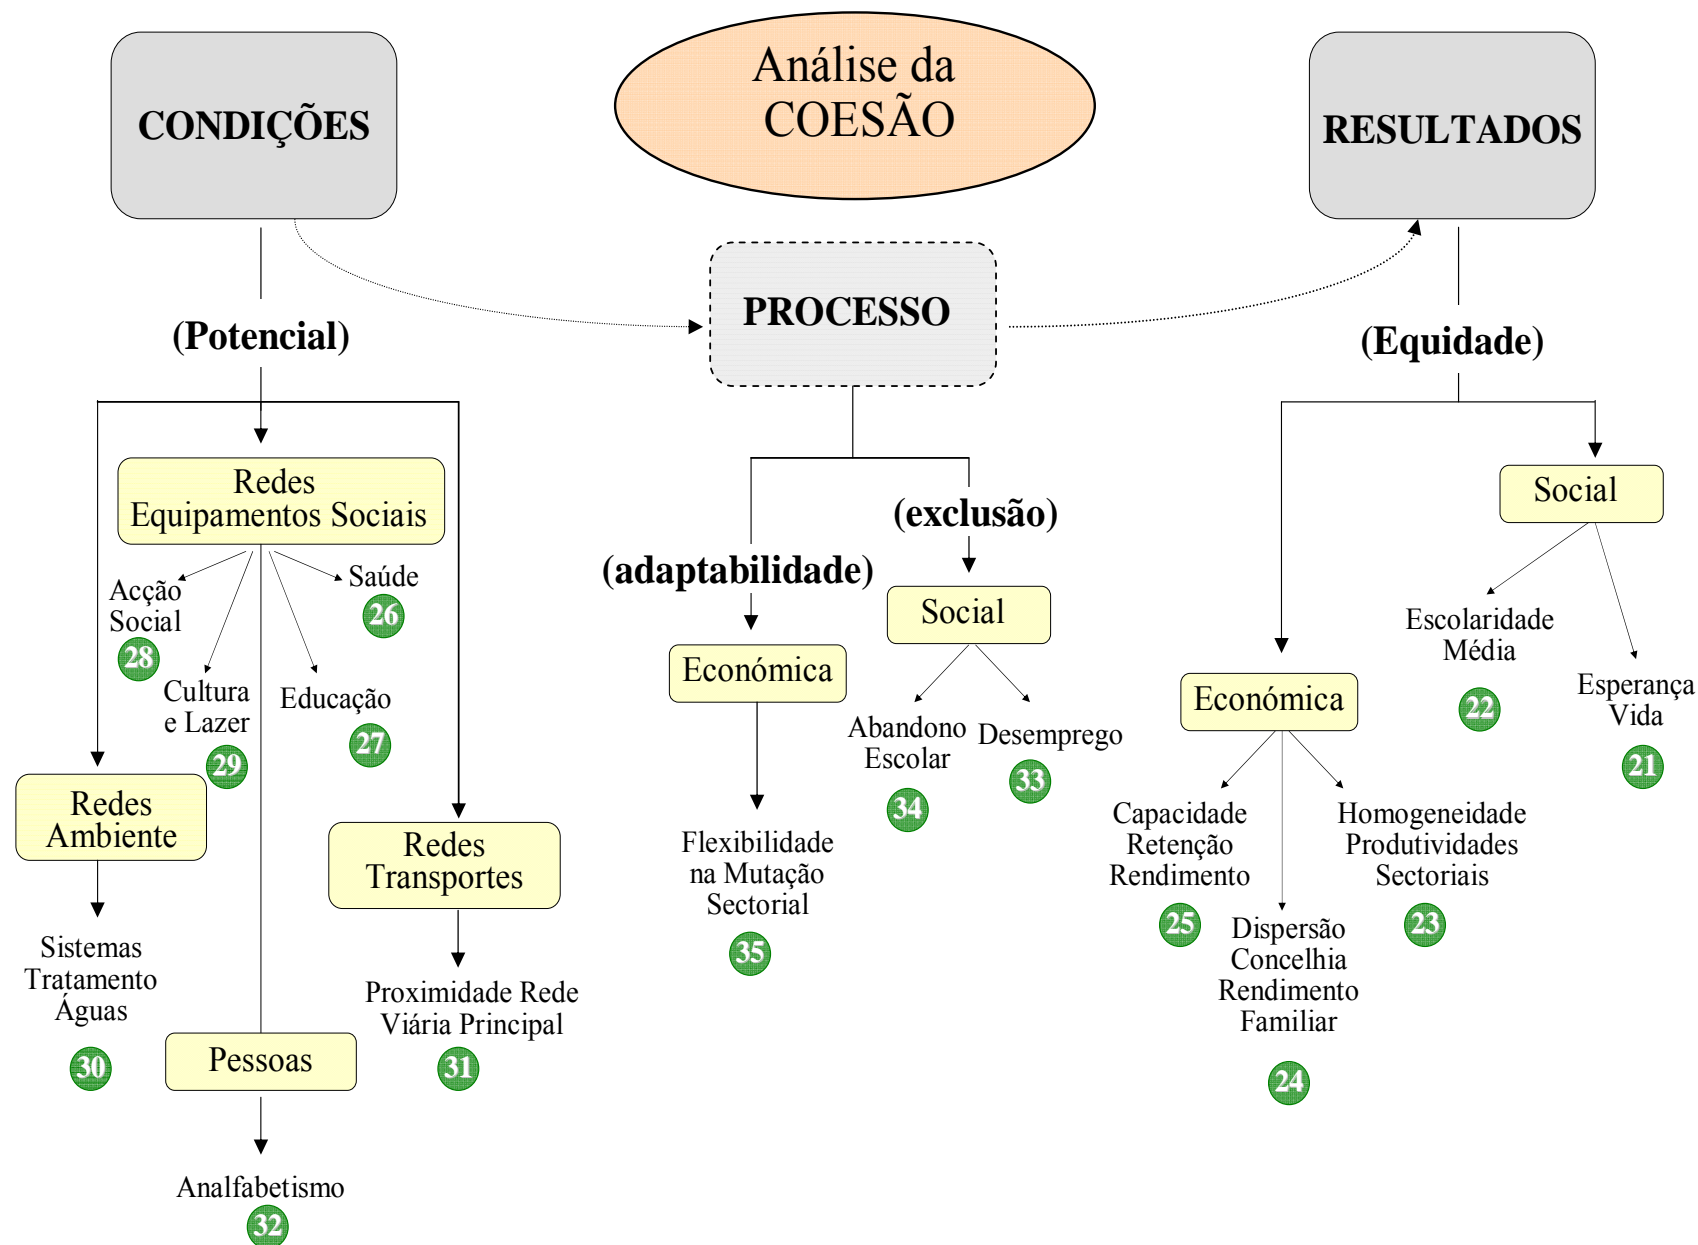 Análise da
COESÃO
CONDIÇÕES
(Potencial)
Redes
Equipamentos Sociais
Acção
Social
28
Cultura
e Lazer
29
Educação
27
Saúde
26
Redes
Ambiente
Sistemas
Tratamento
Águas
30
Pessoas
Analfabetismo
32
Redes
Transportes
Proximidade Rede
Viária Principal
31
PROCESSO
(adaptabilidade)
Económica
Flexibilidade
na Mutação
Sectorial
35
(exclusão)
Social
Abandono
Escolar
34
Desemprego
33
RESULTADOS
(Equidade)
Económica
Capacidade
Retenção
Rendimento
25
Dispersão
Concelhia
Rendimento
Familiar
24
Homogeneidade
Produtividades
Sectoriais
23
Social
Escolaridade
Média
22
Esperança
Vida
21